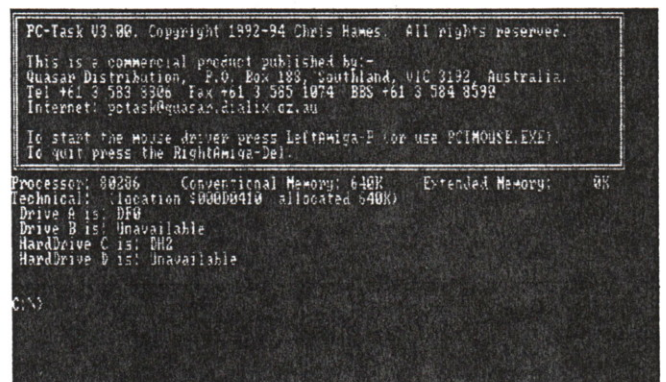 PC-Task V3.00. Copyright 1992-94 Chris Hames. All rights reserved.
This is a commercial product published by:-
Quasar Distribution, P.O. Box 188, Southland, VIC 3192, Australia.
Tel +61 3 583 8806 Fax +61 3 585 1074 BBS +61 3 584 8590
Internet: pctask@quasar.dialix.oz.au
To start the mouse driver press LeftAmiga-P (or use PCTMOUSE.EXE).
To quit press the RightAmiga-Del.
Processor: 80286 Conventional Memory: 640K Extended Memory: 0K
Technical: (location $000D0410 allocated 640K)
Drive A is: DF0
Drive B is: Unavailable
HardDrive C is: DH2
HardDrive D is: Unavailable
C:\>